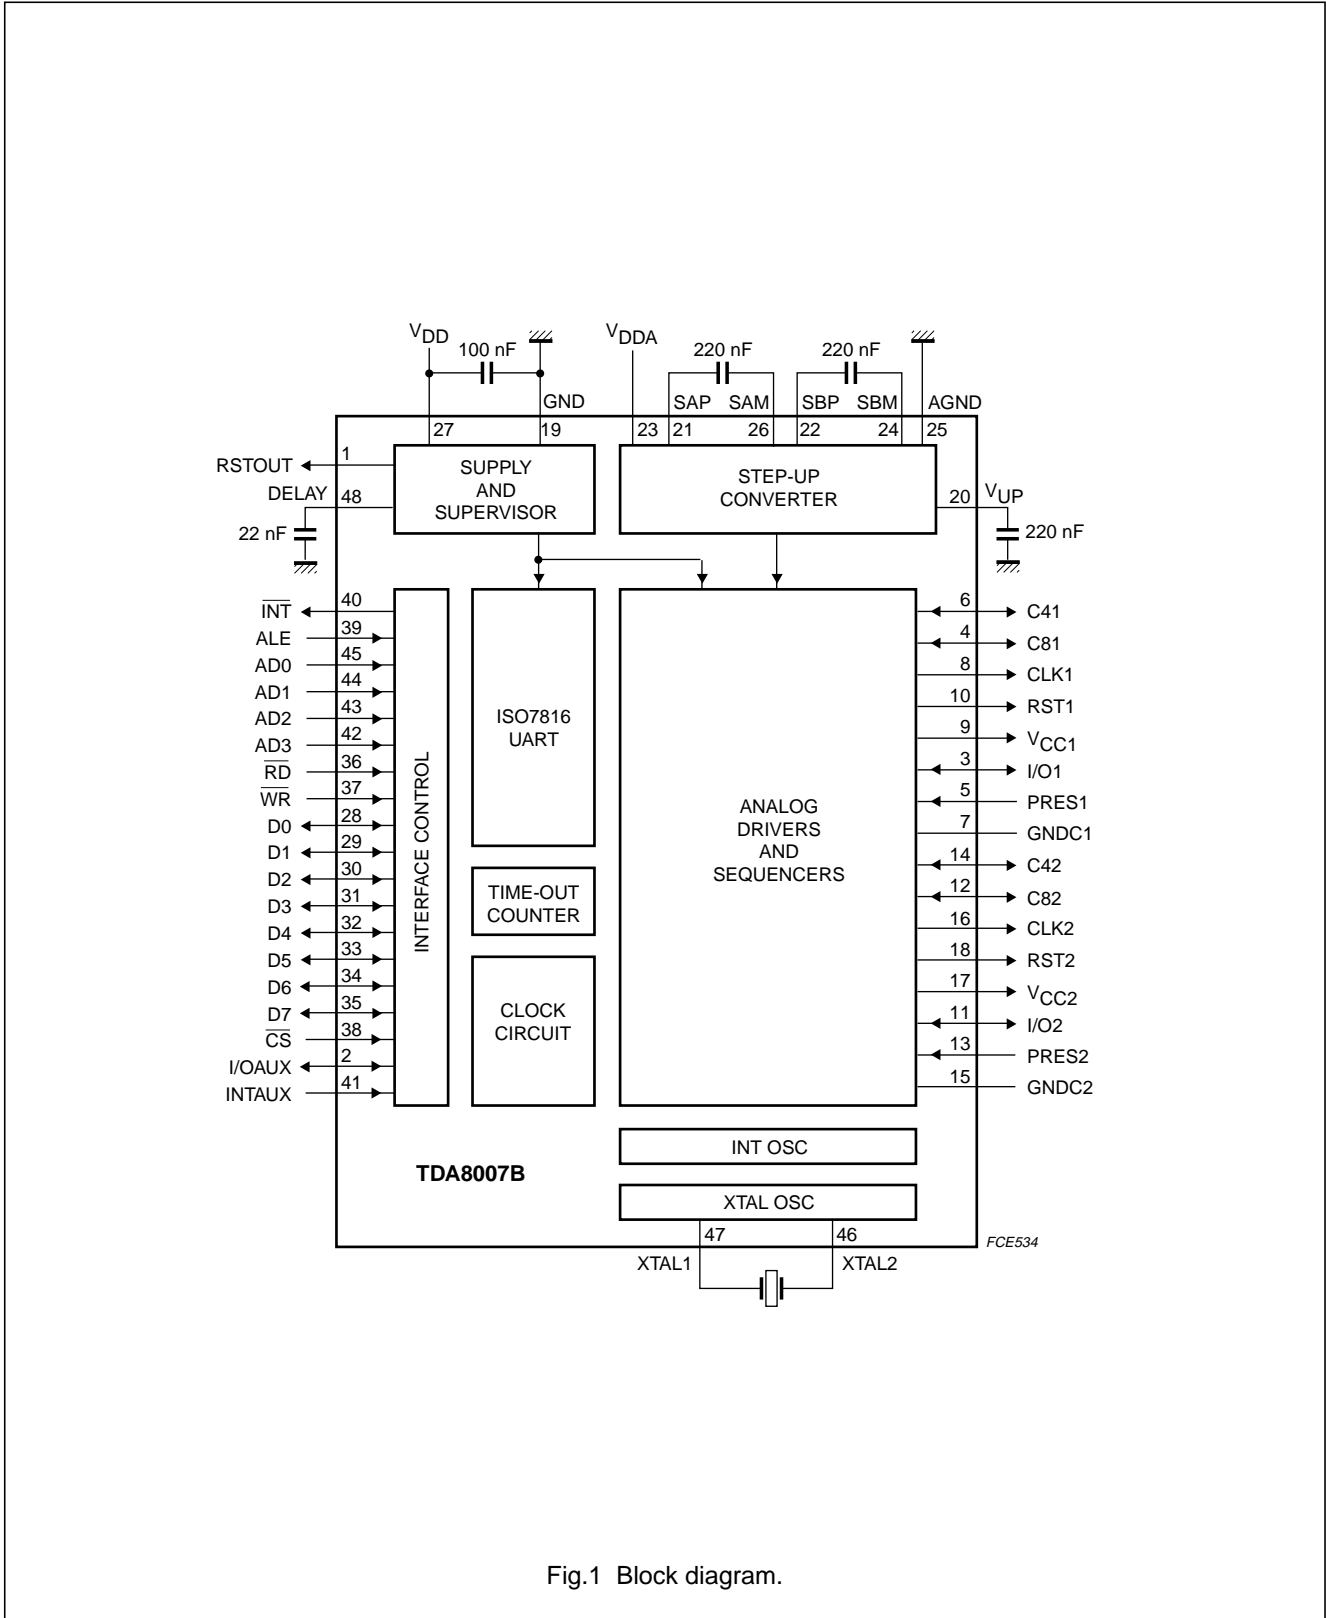 VDD
100 nF
VDDA
220 nF
220 nF
GND
SAP
SAM
SBP
SBM
AGND
27
19
23
21
26
22
24
25
RSTOUT
1
SUPPLY
AND
SUPERVISOR
STEP-UP
CONVERTER
DELAY
48
22 nF
20
VUP
220 nF
INT
40
ALE
39
AD0
45
AD1
44
AD2
43
AD3
42
RD
36
WR
37
D0
28
D1
29
D2
30
D3
31
D4
32
D5
33
D6
34
D7
35
CS
38
I/OAUX
2
INTAUX
41
INTERFACE CONTROL
ISO7816
UART
TIME-OUT
COUNTER
CLOCK
CIRCUIT
ANALOG
DRIVERS
AND
SEQUENCERS
6
C41
4
C81
8
CLK1
10
RST1
9
VCC1
3
I/O1
5
PRES1
7
GNDC1
14
C42
12
C82
16
CLK2
18
RST2
17
VCC2
11
I/O2
13
PRES2
15
GNDC2
INT OSC
TDA8007B
XTAL OSC
47
46
XTAL1
XTAL2
FCE534
Fig.1 Block diagram.